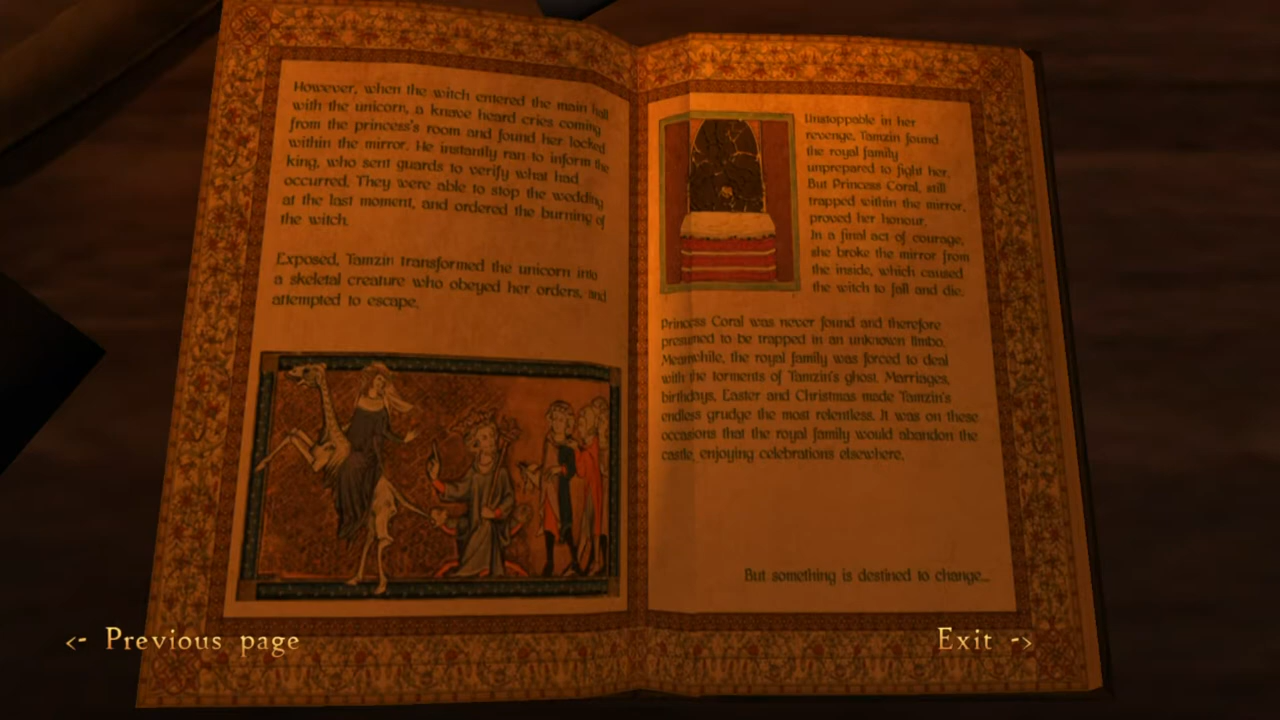 However, when the witch entered the main hall
with the unicorn, a knave heard cries coming
from the princess's room and found her locked
within the mirror. He instantly ran to inform the
king, who sent guards to verify what had
occurred. They were able to stop the wedding
at the last moment, and ordered the burning of
the witch.
Exposed, Tamzin transformed the unicorn into
a skeletal creature who obeyed her orders, and
attempted to escape.
Unstoppable in her
revenge, Tamzin found
the royal family
unprepared to fight her.
But Princess Coral, still
trapped within the mirror,
proved her honour.
In a final act of courage,
she broke the mirror from
the inside, which caused
the witch to fall and die.
Princess Coral was never found and therefore
presumed to be trapped in an unknown limbo.
Meanwhile, the royal family was forced to deal
with the torments of Tamzin's ghost. Marriages,
birthdays, Easter and Christmas made Tamzin's
endless grudge the most relentless. It was on these
occasions that the royal family would abandon the
castle, enjoying celebrations elsewhere.
But something is destined to change...
<- Previous page
Exit ->